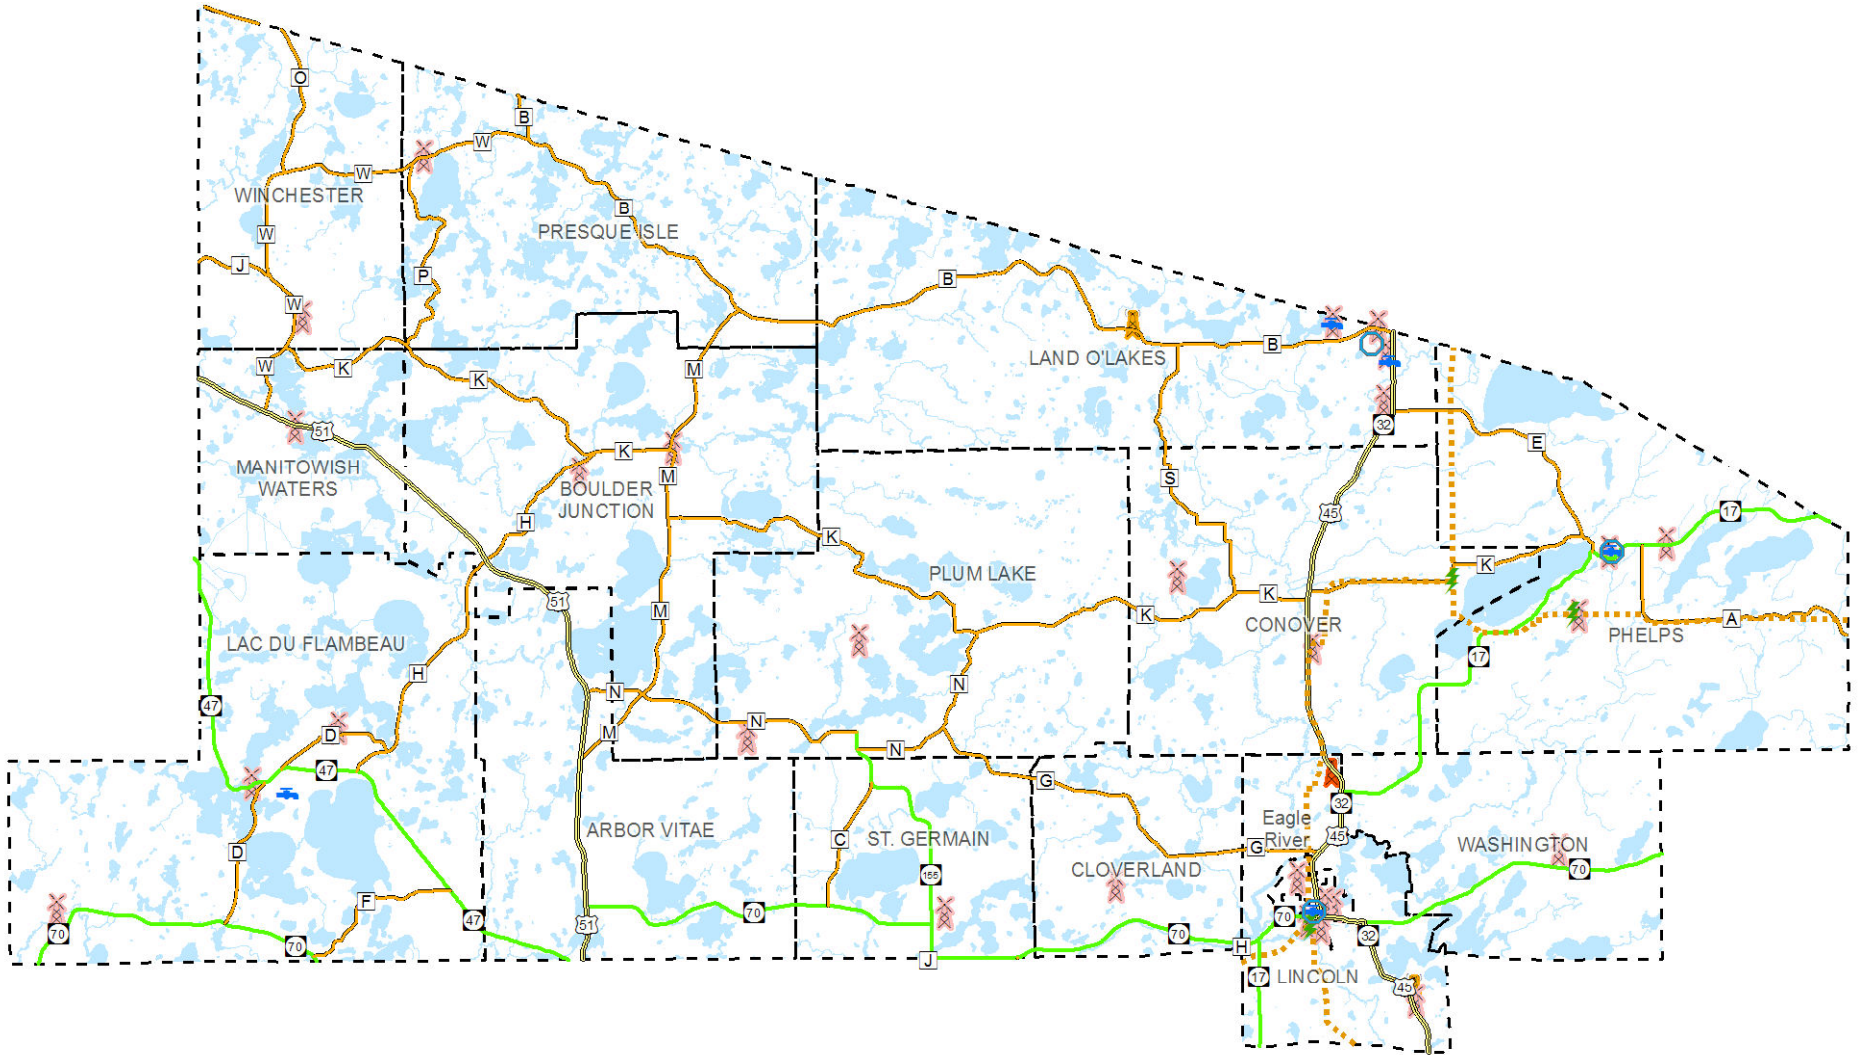 O
B
W
W
WINCHESTER
B
PRESQUE ISLE
W
J
P
B
W
B
LAND O'LAKES
W
K
K
M
32
51
K
E
MANITOWISH
WATERS
M
S
BOULDER
JUNCTION
H
45
17
K
PLUM LAKE
K
51
M
K
K
CONOVER
A
PHELPS
LAC DU FLAMBEAU
17
H
N
N
47
D
M
N
N
47
G
32
ARBOR VITAE
C
ST. GERMAIN
Eagle
River
45
G
WASHINGTON
D
155
CLOVERLAND
70
F
70
70
47
51
70
70
70
H
32
J
17
LINCOLN
45